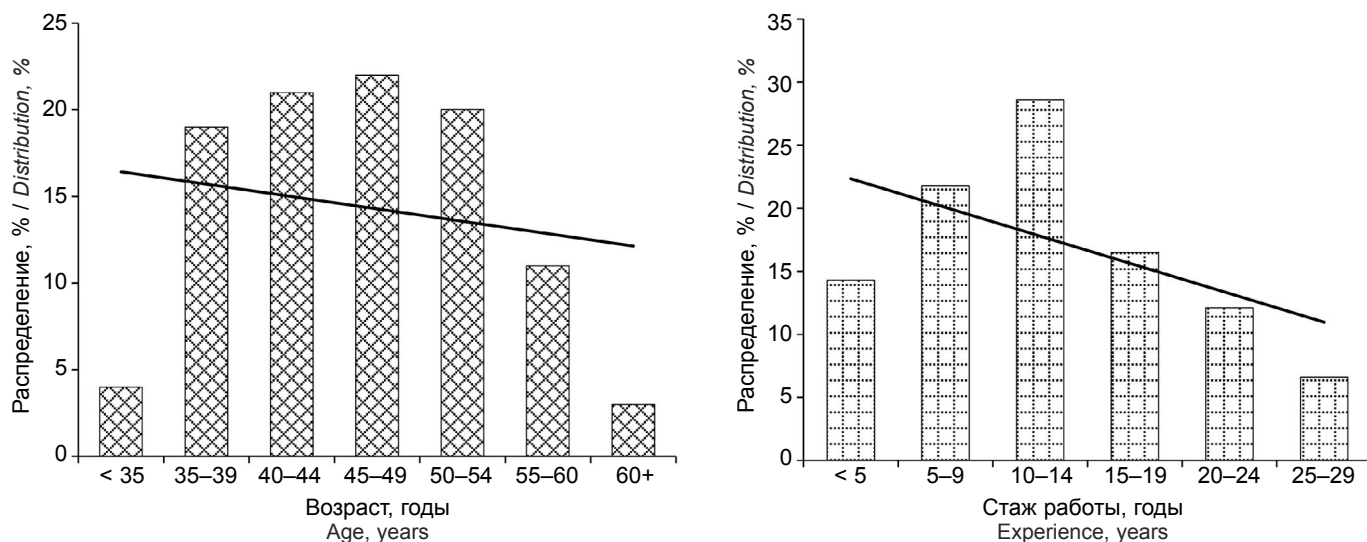 Распределение, % / Distribution, %
25
20
15
10
5
0
< 35 35–39 40–44 45–49 50–54 55–60 60+
Возраст, годы
Age, years
Распределение, % / Distribution, %
35
30
25
20
15
10
5
0
< 5 5–9 10–14 15–19 20–24 25–29
Стаж работы, годы
Experience, years